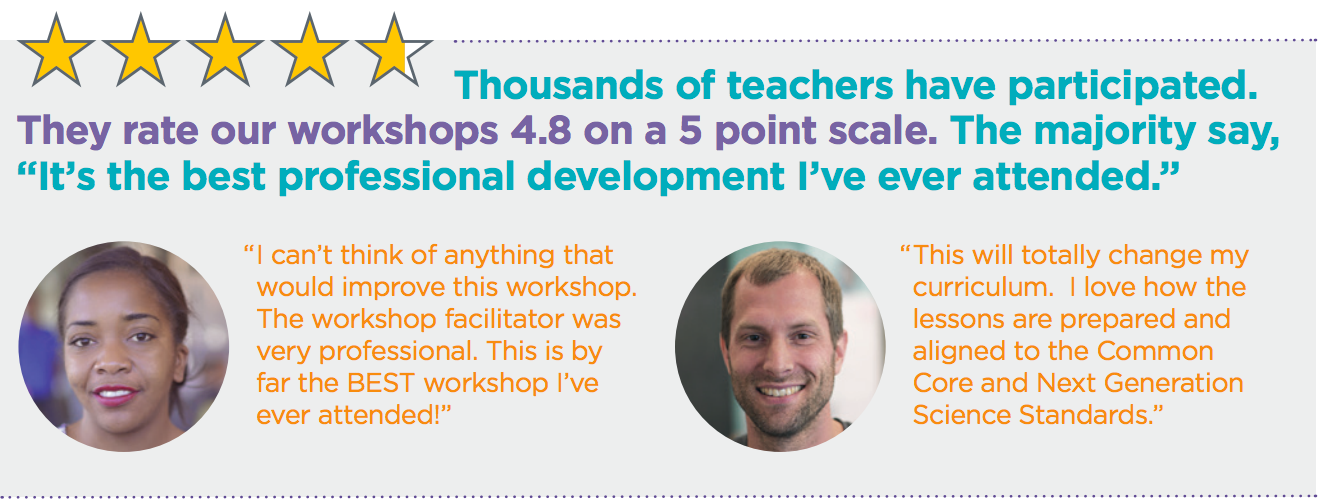 Thousands of teachers have participated.
They rate our workshops 4.8 on a 5 point scale. The majority say,
“It’s the best professional development I’ve ever attended.”
“I can’t think of anything that
would improve this workshop.
The workshop facilitator was
very professional. This is by
far the BEST workshop I’ve
ever attended!”
“This will totally change my
curriculum.  I love how the
lessons are prepared and
aligned to the Common
Core and Next Generation
Science Standards.”